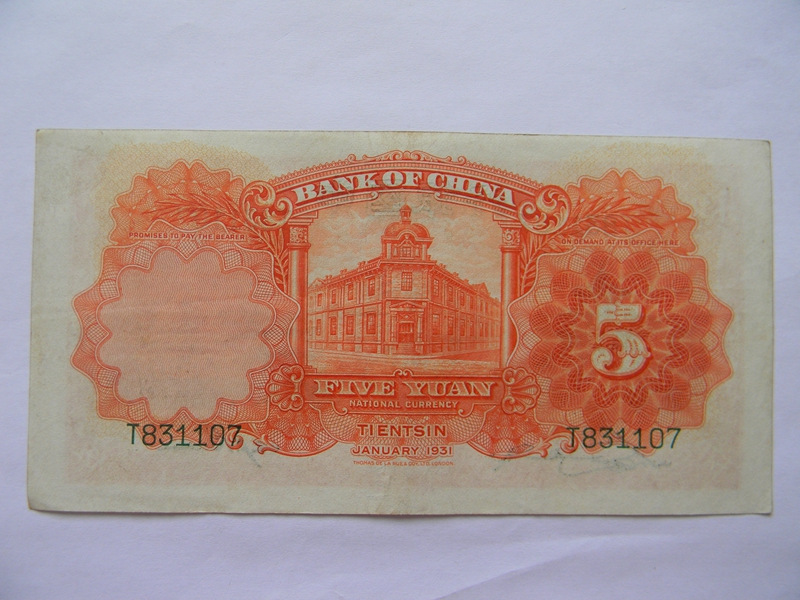 BANK OF CHINA
PROMISES TO PAY THE BEARER
ON DEMAND AT ITS OFFICE HERE
5
FIVE YUAN
NATIONAL CURRENCY
T831107
TIENTSIN
T831107
JANUARY 1931
THOMAS DE LA RUE & COY. LTD. LONDON.